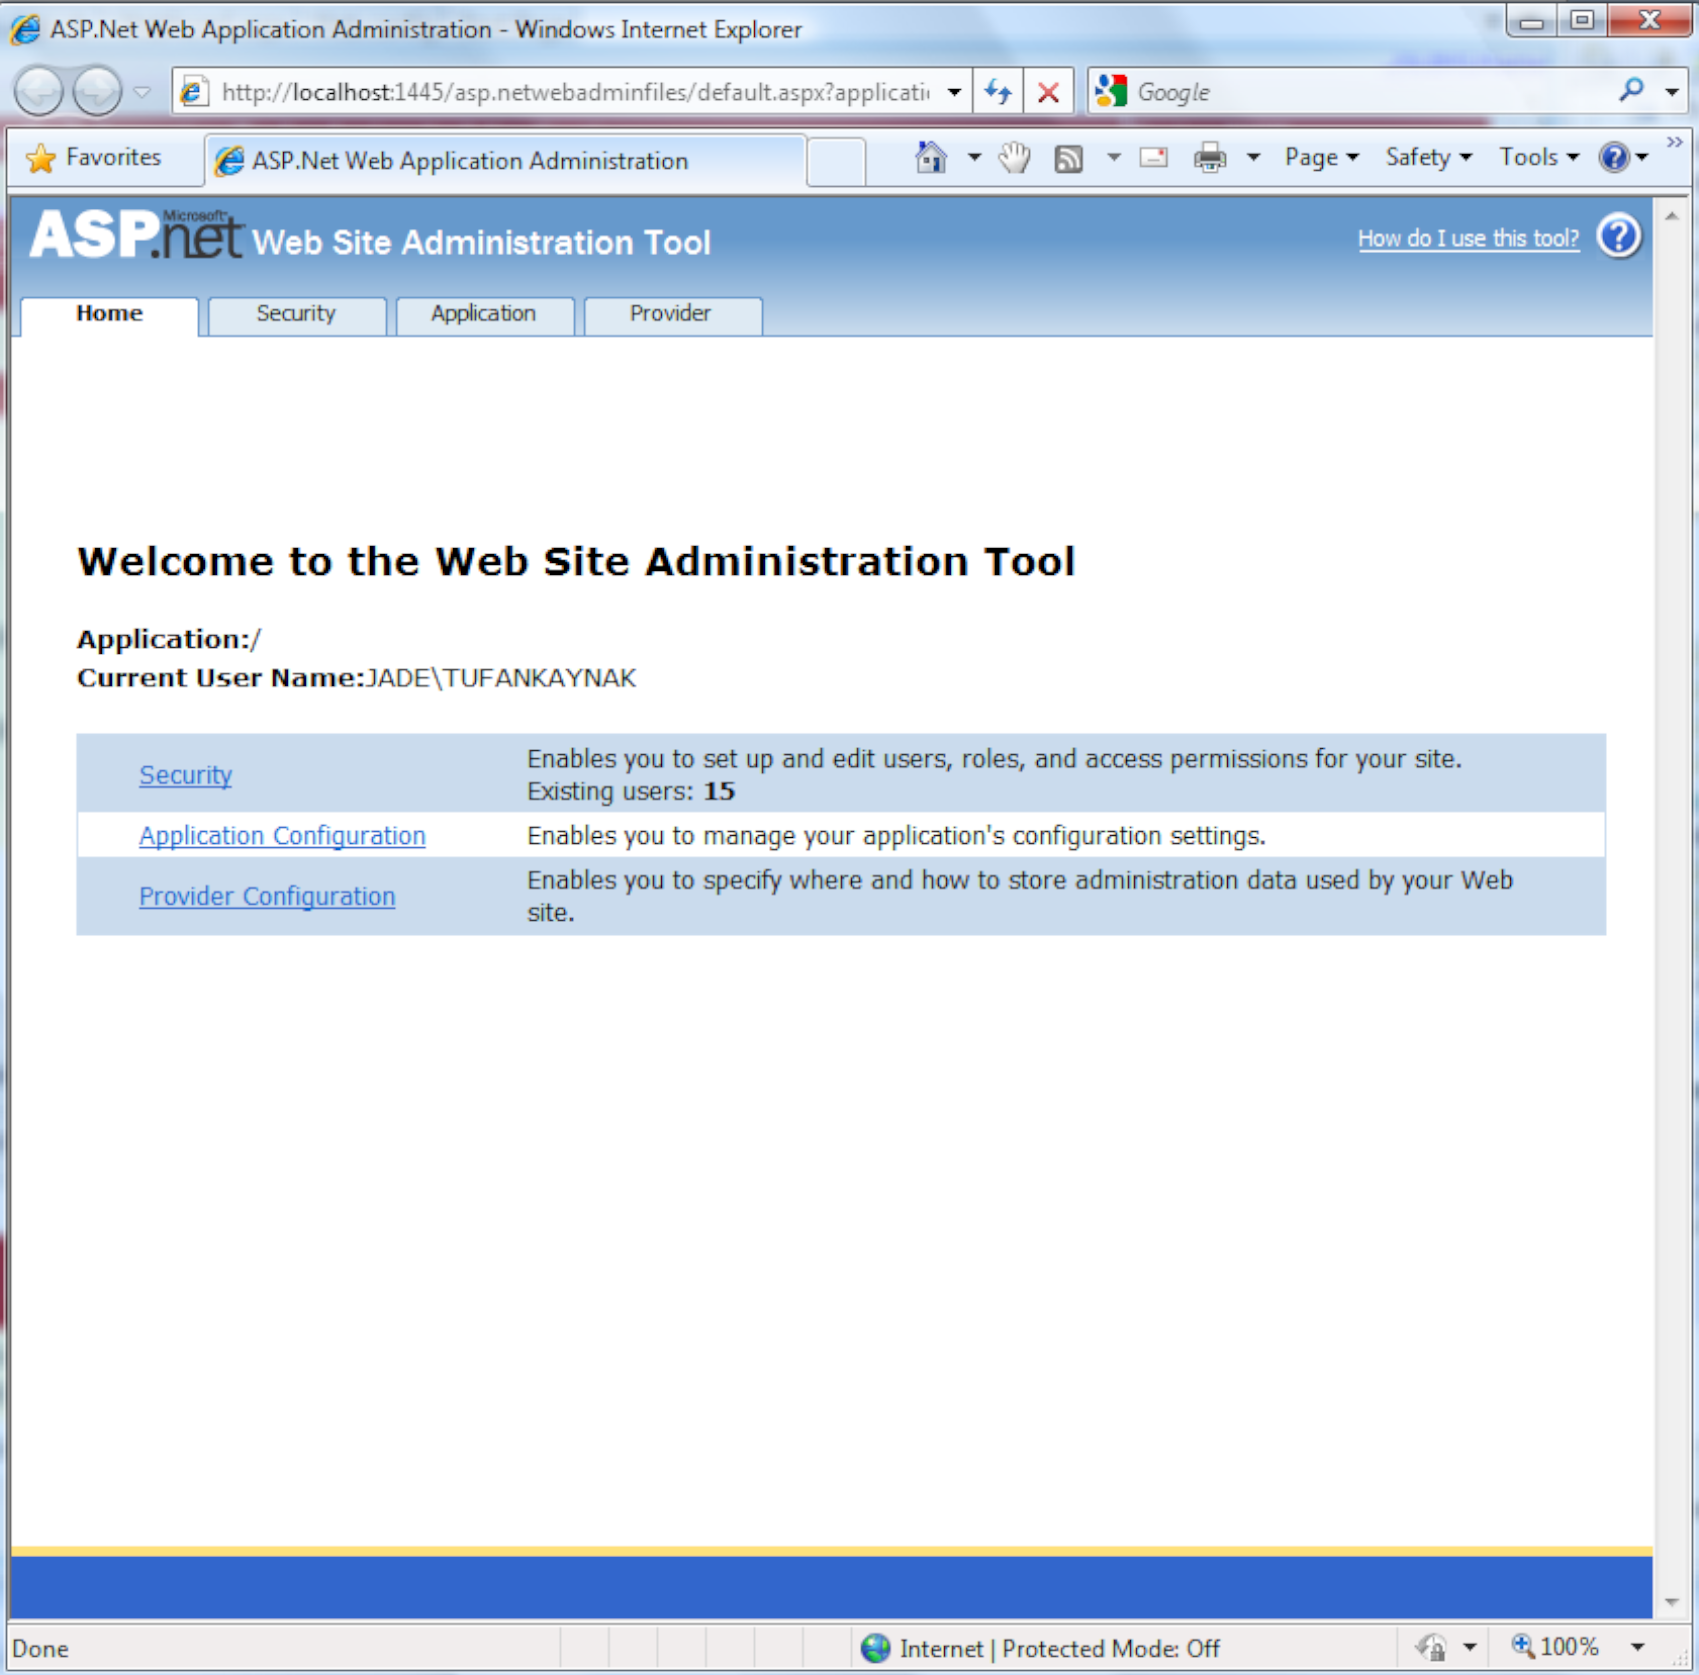 ASP.Net Web Application Administration - Windows Internet Explorer
http://localhost:1445/asp.netwebadminfiles/default.aspx?applicati
Google
Favorites
ASP.Net Web Application Administration
Page
Safety
Tools
Microsoft
ASP.net Web Site Administration Tool
How do I use this tool?
Home
Security
Application
Provider
Welcome to the Web Site Administration Tool
Application:/
Current User Name:JADE\TUFANKAYNAK
Security
Enables you to set up and edit users, roles, and access permissions for your site.
Existing users: 15
Application Configuration
Enables you to manage your application's configuration settings.
Provider Configuration
Enables you to specify where and how to store administration data used by your Web
site.
Done
Internet | Protected Mode: Off
100%